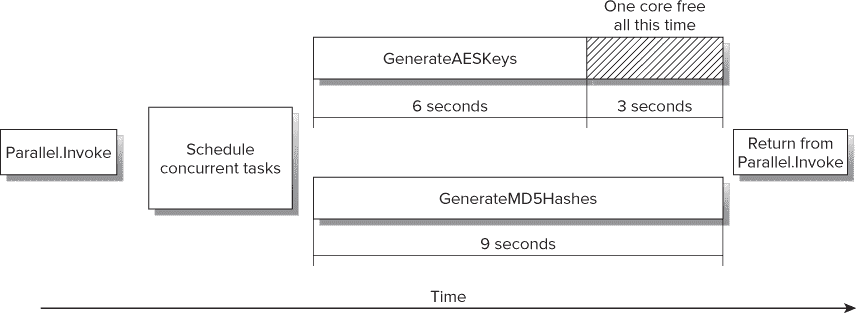 One core free
all this time
GenerateAESKeys
6 seconds
3 seconds
Parallel.Invoke
Schedule
concurrent tasks
Return from
Parallel.Invoke
GenerateMD5Hashes
9 seconds
Time